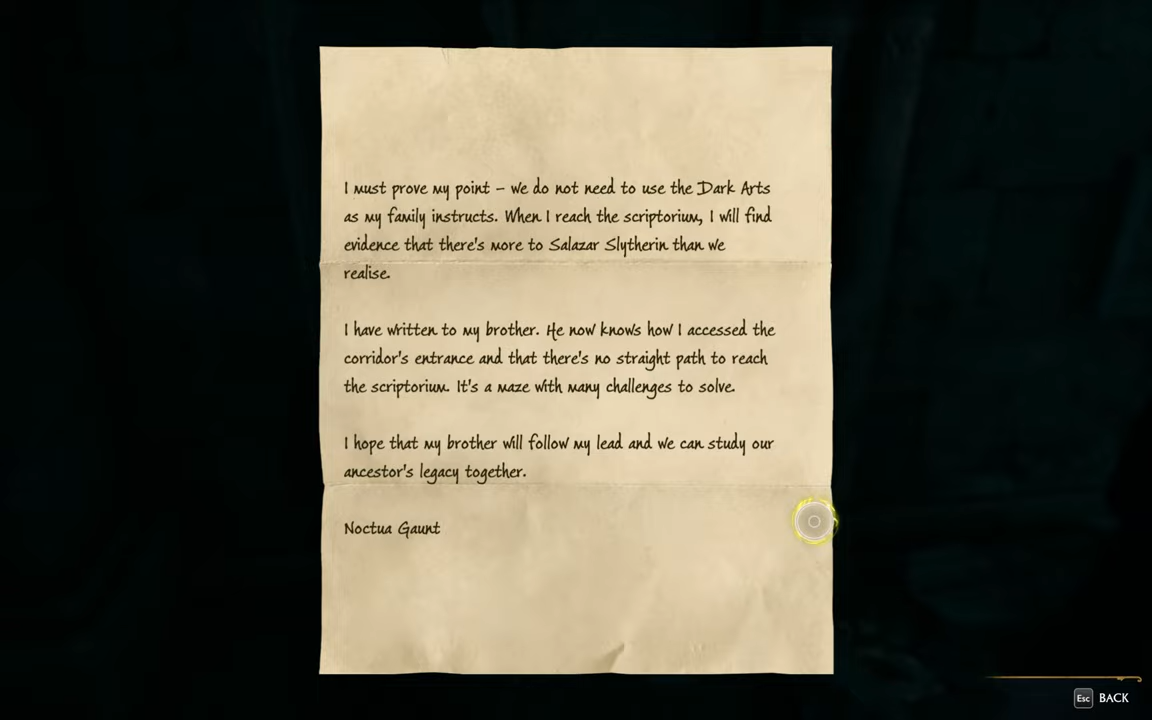 I must prove my point – we do not need to use the Dark Arts
as my family instructs. When I reach the scriptorium, I will find
evidence that there's more to Salazar Slytherin than we
realise.
I have written to my brother. He now knows how I accessed the
corridor's entrance and that there's no straight path to reach
the scriptorium. It's a maze with many challenges to solve.
I hope that my brother will follow my lead and we can study our
ancestor's legacy together.
Noctua Gaunt
Esc BACK